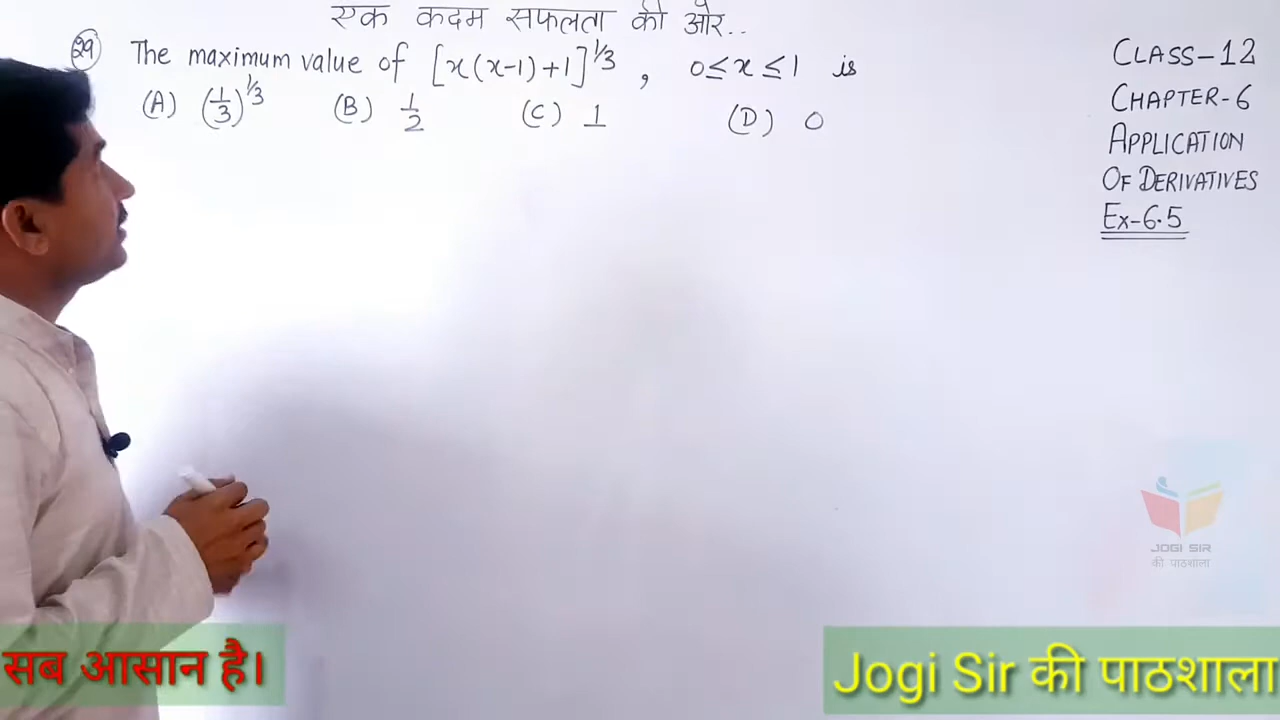 एक कदम सफलता की ओर..
(29) The maximum value of [x(x-1)+1]^1/3 , 0≤x≤1 is
(A) (1/3)^1/3 (B) 1/2 (C) 1 (D) 0
CLASS-12
CHAPTER-6
APPLICATION
OF DERIVATIVES
Ex-6.5
JOGI SIR
की पाठशाला
सब आसान है।
Jogi Sir की पाठशाला